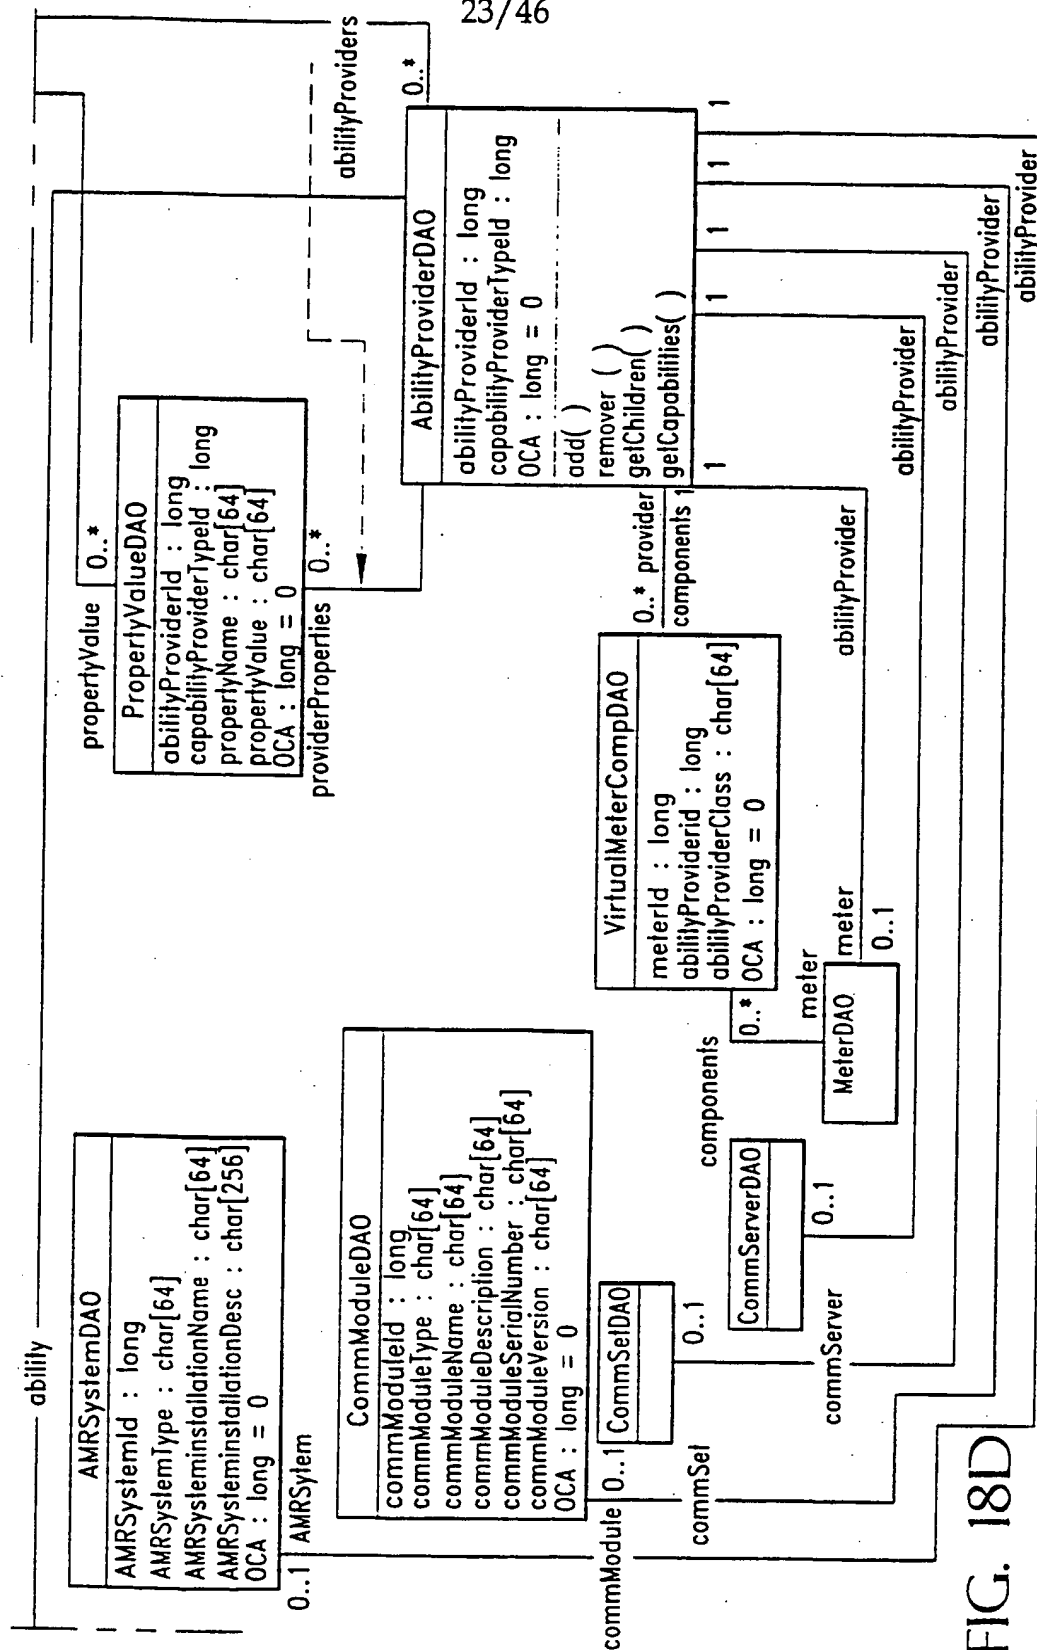 23/46
ability
propertyValue
0..*
PropertyValueDAO
abilityProviderId : long
capabilityProviderTypeId : long
propertyName : char[64]
propertyValue : char[64]
OCA : long = 0
providerProperties
0..*
abilityProviders
0..*
AbilityProviderDAO
abilityProviderId : long
capabilityProviderTypeId : long
OCA : long = 0
add( )
remover ( )
getChildren( )
getCapabilities( )
AMRSystemDAO
AMRSystemId : long
AMRSystemType : char[64]
AMRSysteminstallationName : char[64]
AMRSysteminstallationDesc : char[256]
OCA : long = 0
0..1
AMRSytem
CommModuleDAO
commModuleId : long
commModuleType : char[64]
commModuleName : char[64]
commModuleDescription : char[64]
commModuleSerialNumber : char[64]
commModuleVersion : char[64]
OCA : long = 0
commModule
0..1
CommSetDAO
0..1
commSet
CommServerDAO
0..1
commServer
VirtualMeterCompDAO
meterId : long
abilityProviderid : long
abilityProviderClass : char[64]
OCA : long = 0
0..* provider
components 1
components
0..*
meter
MeterDAO
meter
0..1
abilityProvider
1
abilityProvider
1
abilityProvider
1
abilityProvider
1
abilityProvider
1
FIG. 18D